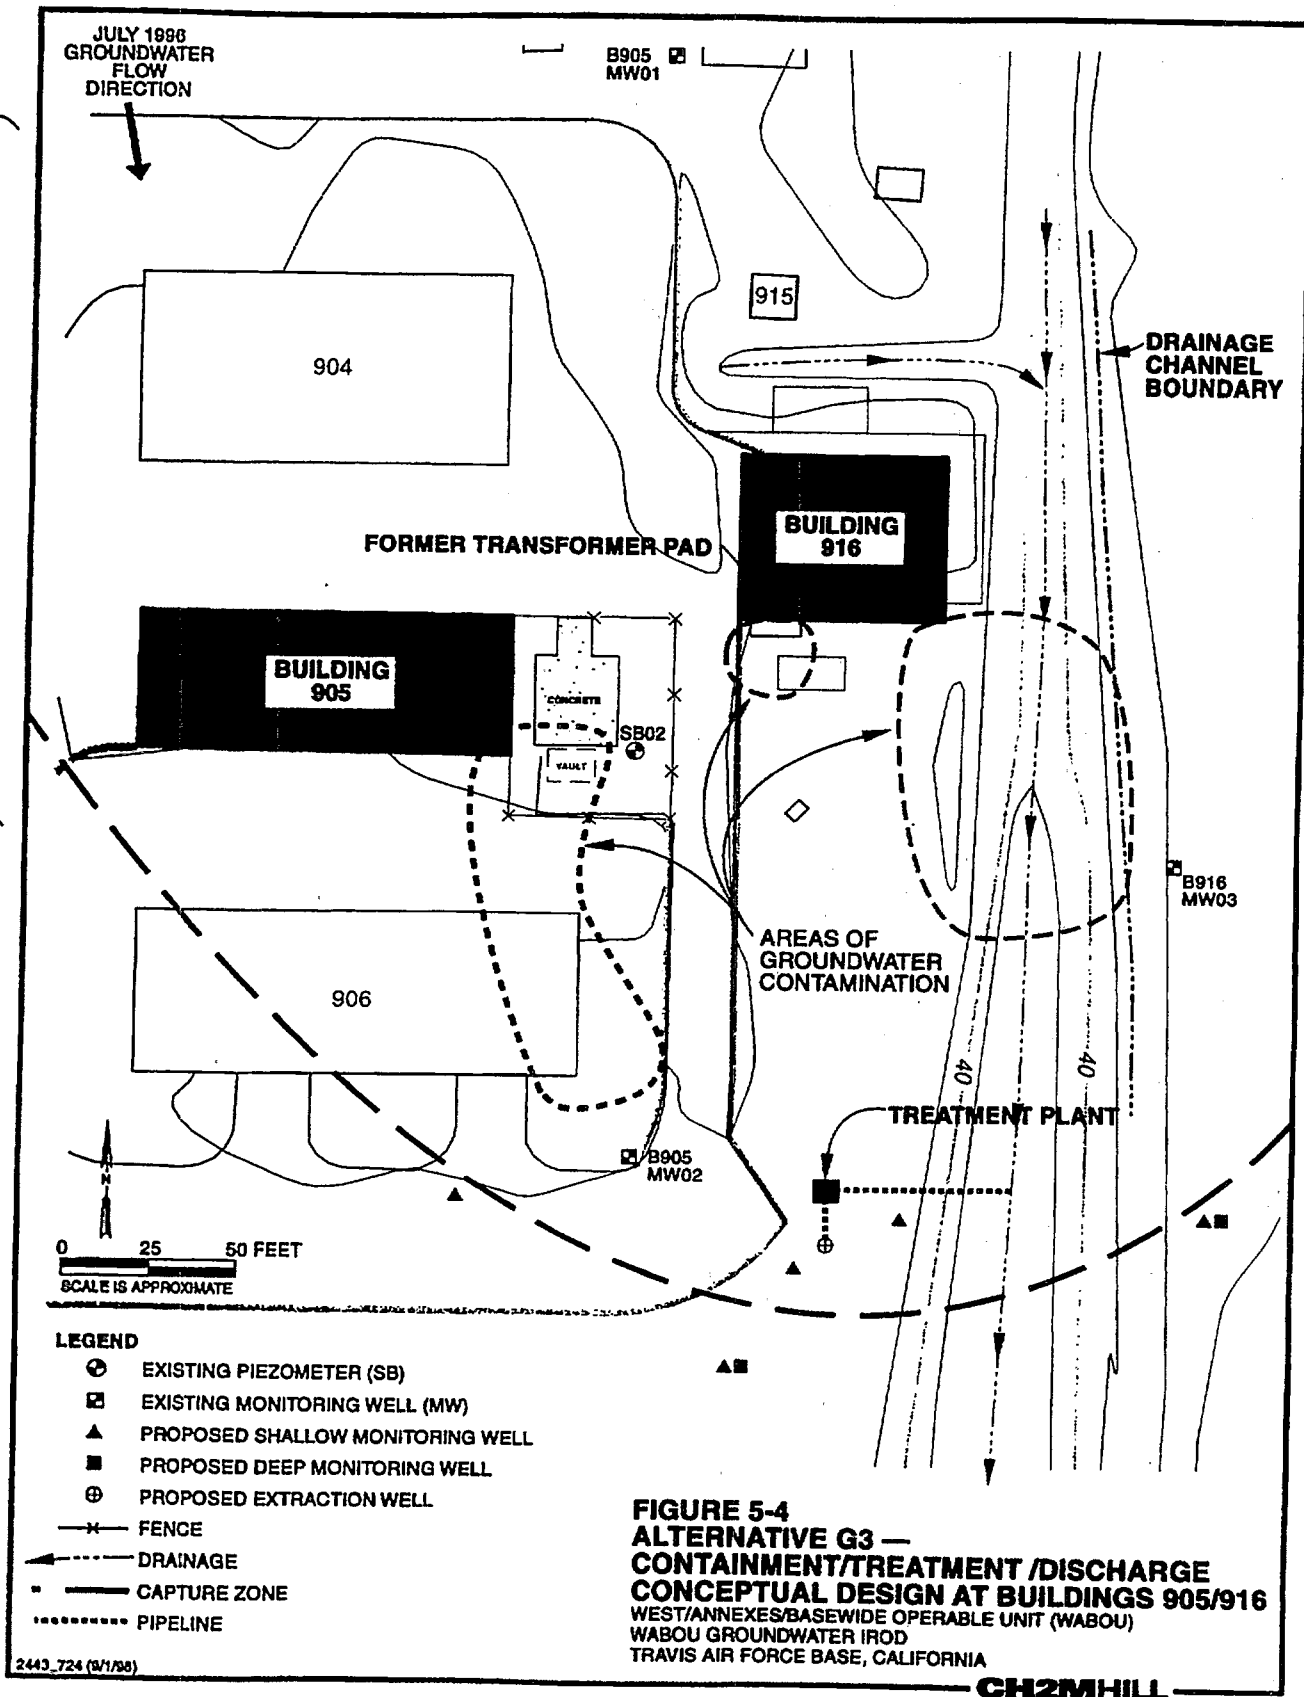 JULY 1996
GROUNDWATER
FLOW
DIRECTION
B905
MW01
915
904
DRAINAGE
CHANNEL
BOUNDARY
BUILDING
916
FORMER TRANSFORMER PAD
BUILDING
905
CONCRETE
SB02
VAULT
B916
MW03
AREAS OF
GROUNDWATER
CONTAMINATION
906
40
40
TREATMENT PLANT
B905
MW02
N
0 25 50 FEET
SCALE IS APPROXIMATE
LEGEND
EXISTING PIEZOMETER (SB)
EXISTING MONITORING WELL (MW)
PROPOSED SHALLOW MONITORING WELL
PROPOSED DEEP MONITORING WELL
PROPOSED EXTRACTION WELL
FENCE
DRAINAGE
CAPTURE ZONE
PIPELINE
FIGURE 5-4
ALTERNATIVE G3 —
CONTAINMENT/TREATMENT /DISCHARGE
CONCEPTUAL DESIGN AT BUILDINGS 905/916
WEST/ANNEXES/BASEWIDE OPERABLE UNIT (WABOU)
WABOU GROUNDWATER IROD
TRAVIS AIR FORCE BASE, CALIFORNIA
2443_724 (9/1/98)
CH2MHILL